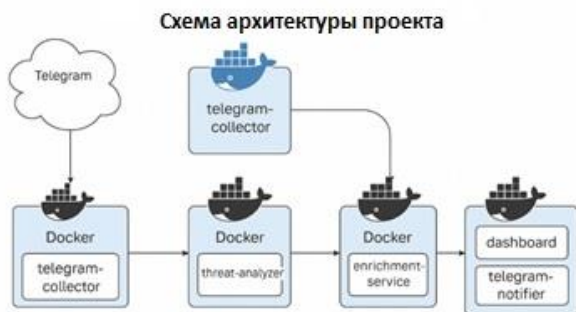 Схема архитектуры проекта
Telegram
telegram-
collector
Docker
telegram-
collector
Docker
threat-analyzer
Docker
enrichment-
service
dashboard
telegram-
notifier